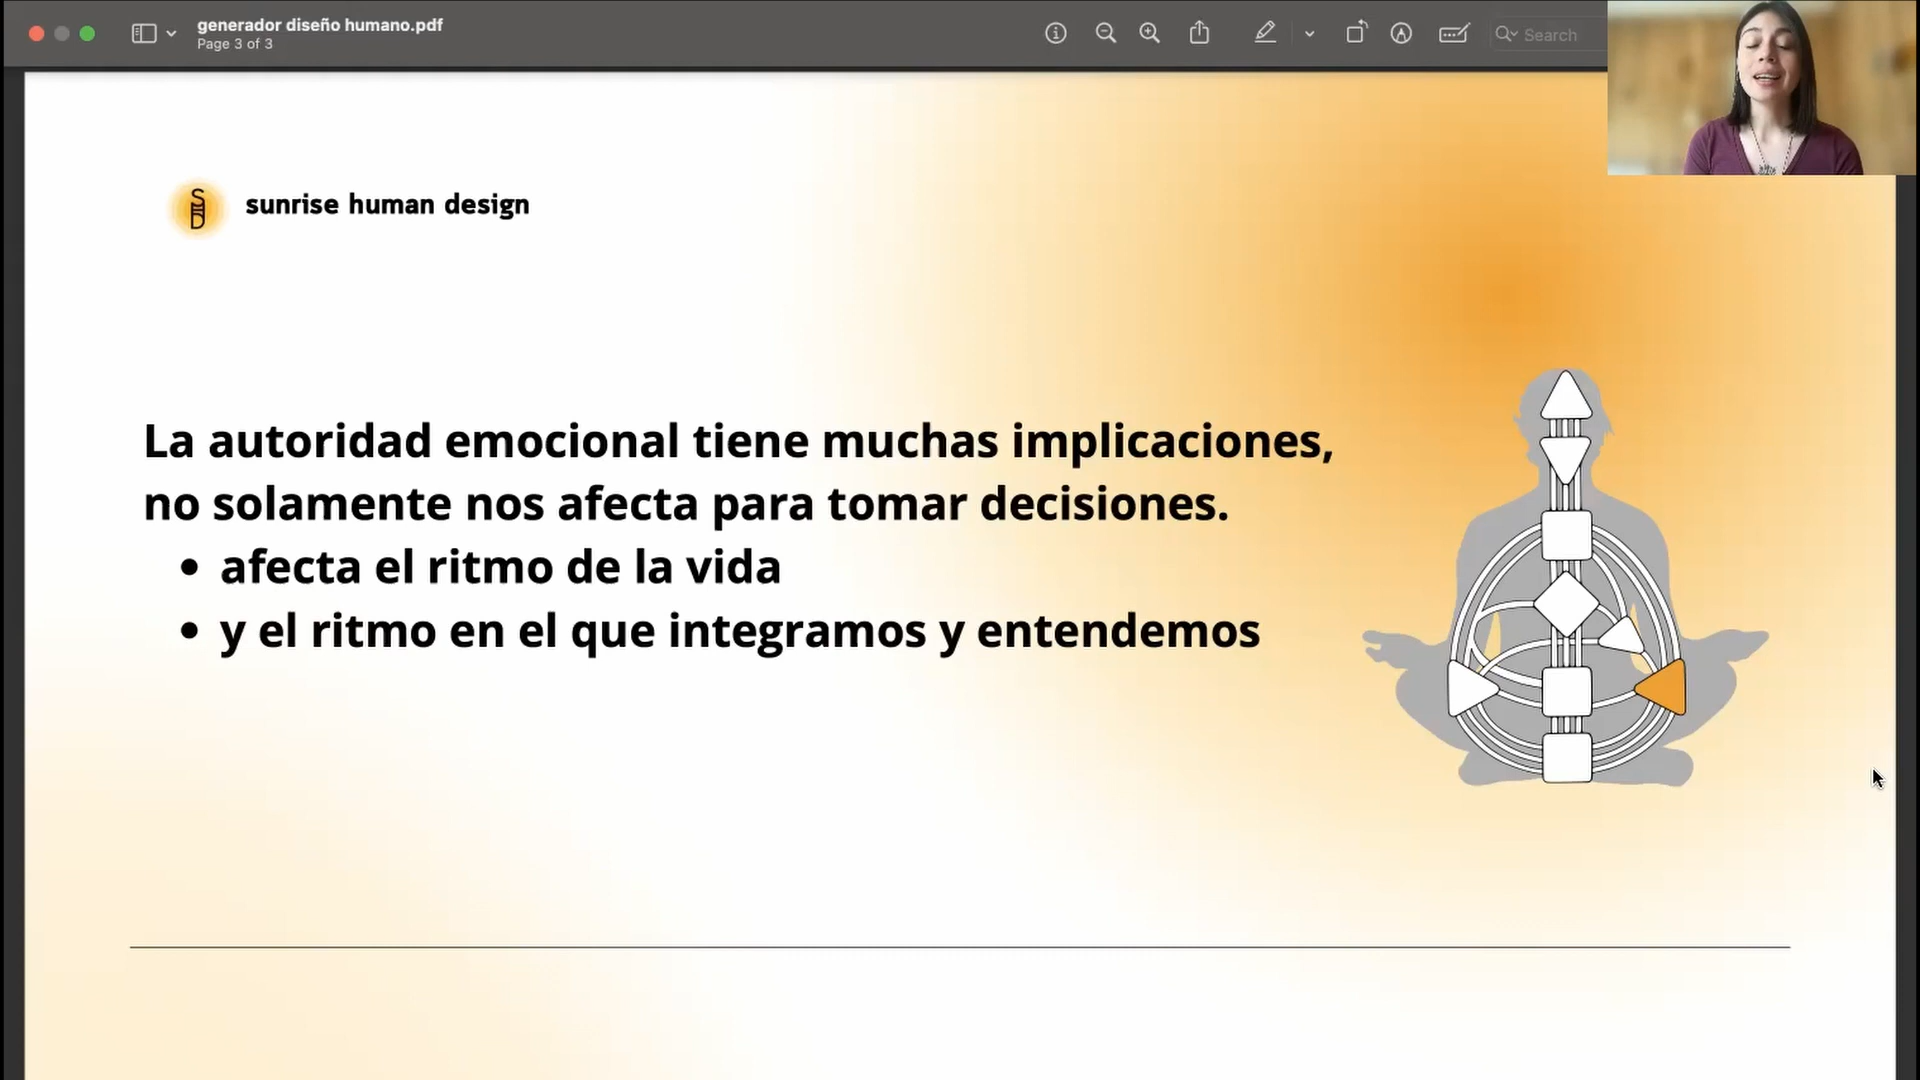 generador diseño humano.pdf
Page 3 of 3
Search
SHD
sunrise human design
La autoridad emocional tiene muchas implicaciones,
no solamente nos afecta para tomar decisiones.
• afecta el ritmo de la vida
• y el ritmo en el que integramos y entendemos